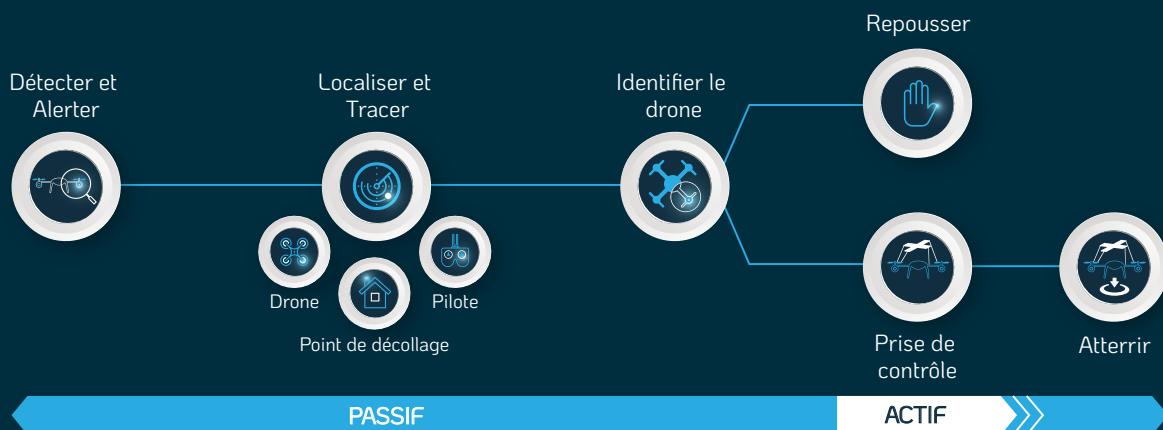 Détecter et
Alerter
Localiser et
Tracer
Drone
Point de décollage
Pilote
Identifier le
drone
Repousser
Prise de
contrôle
Atterrir
PASSIF
ACTIF